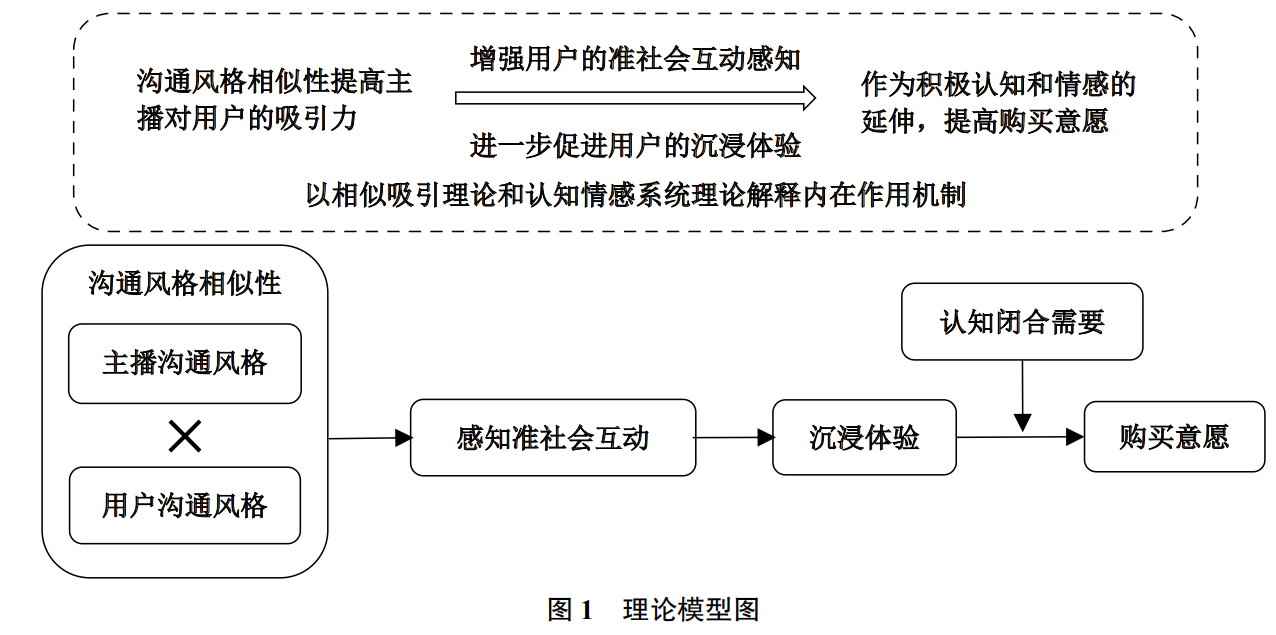 沟通风格相似性提高主
播对用户的吸引力
增强用户的准社会互动感知
进一步促进用户的沉浸体验
作为积极认知和情感的
延伸，提高购买意愿
以相似吸引理论和认知情感系统理论解释内在作用机制
沟通风格相似性
主播沟通风格
×
用户沟通风格
感知准社会互动
沉浸体验
认知闭合需要
购买意愿
图 1 理论模型图